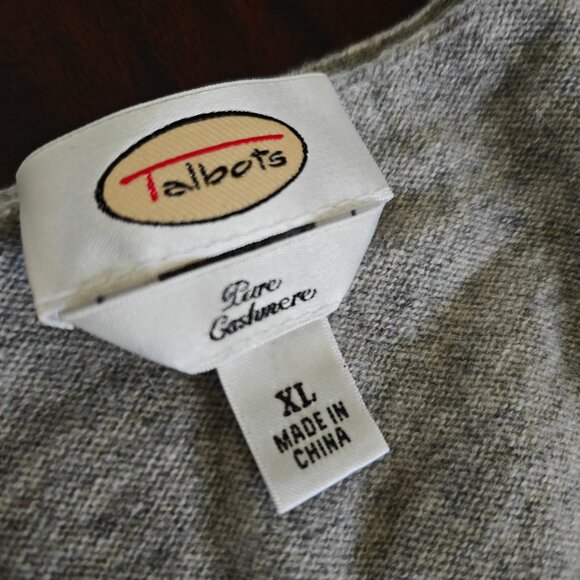 Talbots
Pure
Cashmere
XL
MADE IN
CHINA